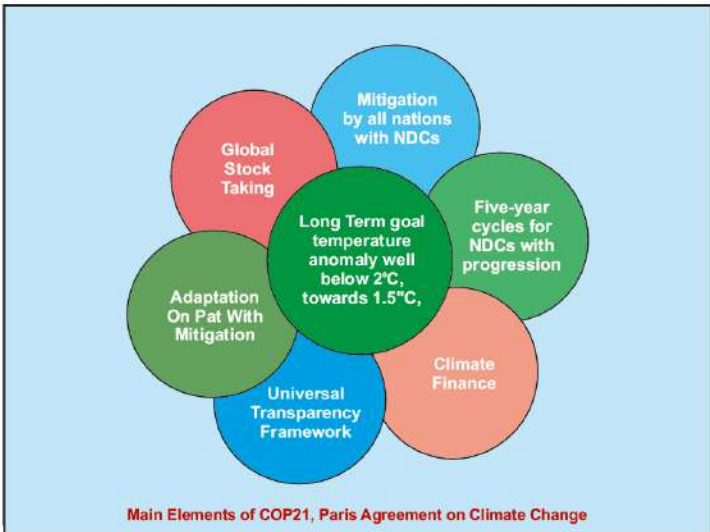 Mitigation
by all nations
with NDCs
Global
Stock
Taking
Five-year
cycles for
NDCs with
progression
Long Term goal
temperature
anomaly well
below 2°C,
towards 1.5°C,
Adaptation
On Pat With
Mitigation
Climate
Finance
Universal
Transparency
Framework
Main Elements of COP21, Paris Agreement on Climate Change